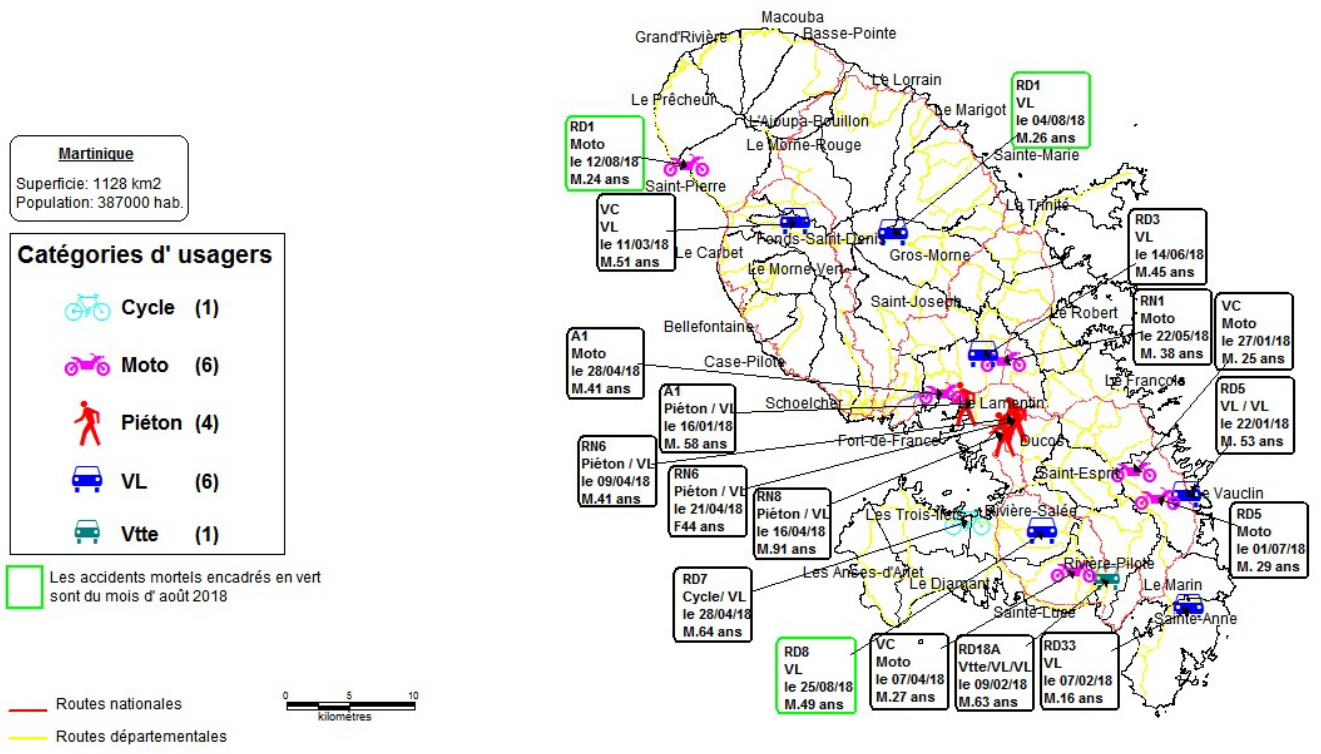 Macouba
Grand'Rivière
Basse-Pointe
Le Lorrain
Le Prêcheur
Le Marigot
L'Ajoupa-Bouillon
Le Morne-Rouge
Sainte-Marie
Saint-Pierre
La Trinité
Fonds-Saint-Denis
Le Carbet
Gros-Morne
Le Morne-Vert
Saint-Joseph
Le Robert
Bellefontaine
Case-Pilote
Le François
Schoelcher
Le Lamentin
Fort-de-France
Ducos
Saint-Esprit
Le Vauclin
Les Trois-Ilets
Rivière-Salée
Rivière-Pilote
Les Anses-d'Arlet
Le Diamant
Le Marin
Sainte-Luce
Sainte-Anne
RD1
Moto
le 12/08/18
M.24 ans
RD1
VL
le 04/08/18
M.26 ans
VC
VL
le 11/03/18
M.51 ans
RD3
VL
le 14/06/18
M.45 ans
RN1
Moto
le 22/05/18
M. 38 ans
VC
Moto
le 27/01/18
M. 25 ans
A1
Moto
le 28/04/18
M.41 ans
A1
Piéton / VL
le 16/01/18
M. 58 ans
RD5
VL / VL
le 22/01/18
M. 53 ans
RN6
Piéton / VL
le 09/04/18
M.41 ans
RN6
Piéton / VL
le 21/04/18
F44 ans
RN8
Piéton / VL
le 16/04/18
M.91 ans
RD5
Moto
le 01/07/18
M. 29 ans
RD7
Cycle/ VL
le 28/04/18
M.64 ans
RD8
VL
le 25/08/18
M.49 ans
VC
Moto
le 07/04/18
M.27 ans
RD18A
Vtte/VL/VL
le 09/02/18
M.63 ans
RD33
VL
le 07/02/18
M.16 ans
Martinique
Superficie: 1128 km2
Population: 387000 hab.
Catégories d' usagers
Cycle (1)
Moto (6)
Piéton (4)
VL (6)
Vtte (1)
Les accidents mortels encadrés en vert
sont du mois d' août 2018
Routes nationales
Routes départementales
0 5 10
kilomètres